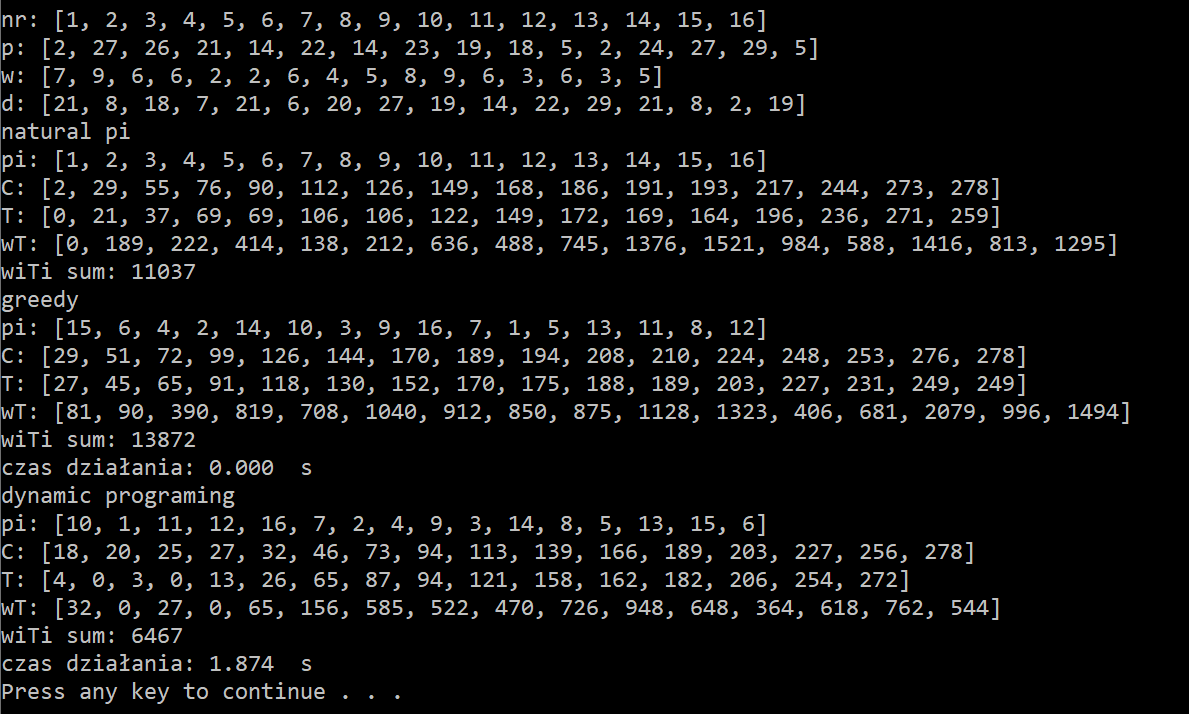 nr: [1, 2, 3, 4, 5, 6, 7, 8, 9, 10, 11, 12, 13, 14, 15, 16]
p: [2, 27, 26, 21, 14, 22, 14, 23, 19, 18, 5, 2, 24, 27, 29, 5]
w: [7, 9, 6, 6, 2, 2, 6, 4, 5, 8, 9, 6, 3, 6, 3, 5]
d: [21, 8, 18, 7, 21, 6, 20, 27, 19, 14, 22, 29, 21, 8, 2, 19]
natural pi
pi: [1, 2, 3, 4, 5, 6, 7, 8, 9, 10, 11, 12, 13, 14, 15, 16]
C: [2, 29, 55, 76, 90, 112, 126, 149, 168, 186, 191, 193, 217, 244, 273, 278]
T: [0, 21, 37, 69, 69, 106, 106, 122, 149, 172, 169, 164, 196, 236, 271, 259]
wT: [0, 189, 222, 414, 138, 212, 636, 488, 745, 1376, 1521, 984, 588, 1416, 813, 1295]
wiTi sum: 11037
greedy
pi: [15, 6, 4, 2, 14, 10, 3, 9, 16, 7, 1, 5, 13, 11, 8, 12]
C: [29, 51, 72, 99, 126, 144, 170, 189, 194, 208, 210, 224, 248, 253, 276, 278]
T: [27, 45, 65, 91, 118, 130, 152, 170, 175, 188, 189, 203, 227, 231, 249, 249]
wT: [81, 90, 390, 819, 708, 1040, 912, 850, 875, 1128, 1323, 406, 681, 2079, 996, 1494]
wiTi sum: 13872
czas działania: 0.000  s
dynamic programing
pi: [10, 1, 11, 12, 16, 7, 2, 4, 9, 3, 14, 8, 5, 13, 15, 6]
C: [18, 20, 25, 27, 32, 46, 73, 94, 113, 139, 166, 189, 203, 227, 256, 278]
T: [4, 0, 3, 0, 13, 26, 65, 87, 94, 121, 158, 162, 182, 206, 254, 272]
wT: [32, 0, 27, 0, 65, 156, 585, 522, 470, 726, 948, 648, 364, 618, 762, 544]
wiTi sum: 6467
czas działania: 1.874  s
Press any key to continue . . .